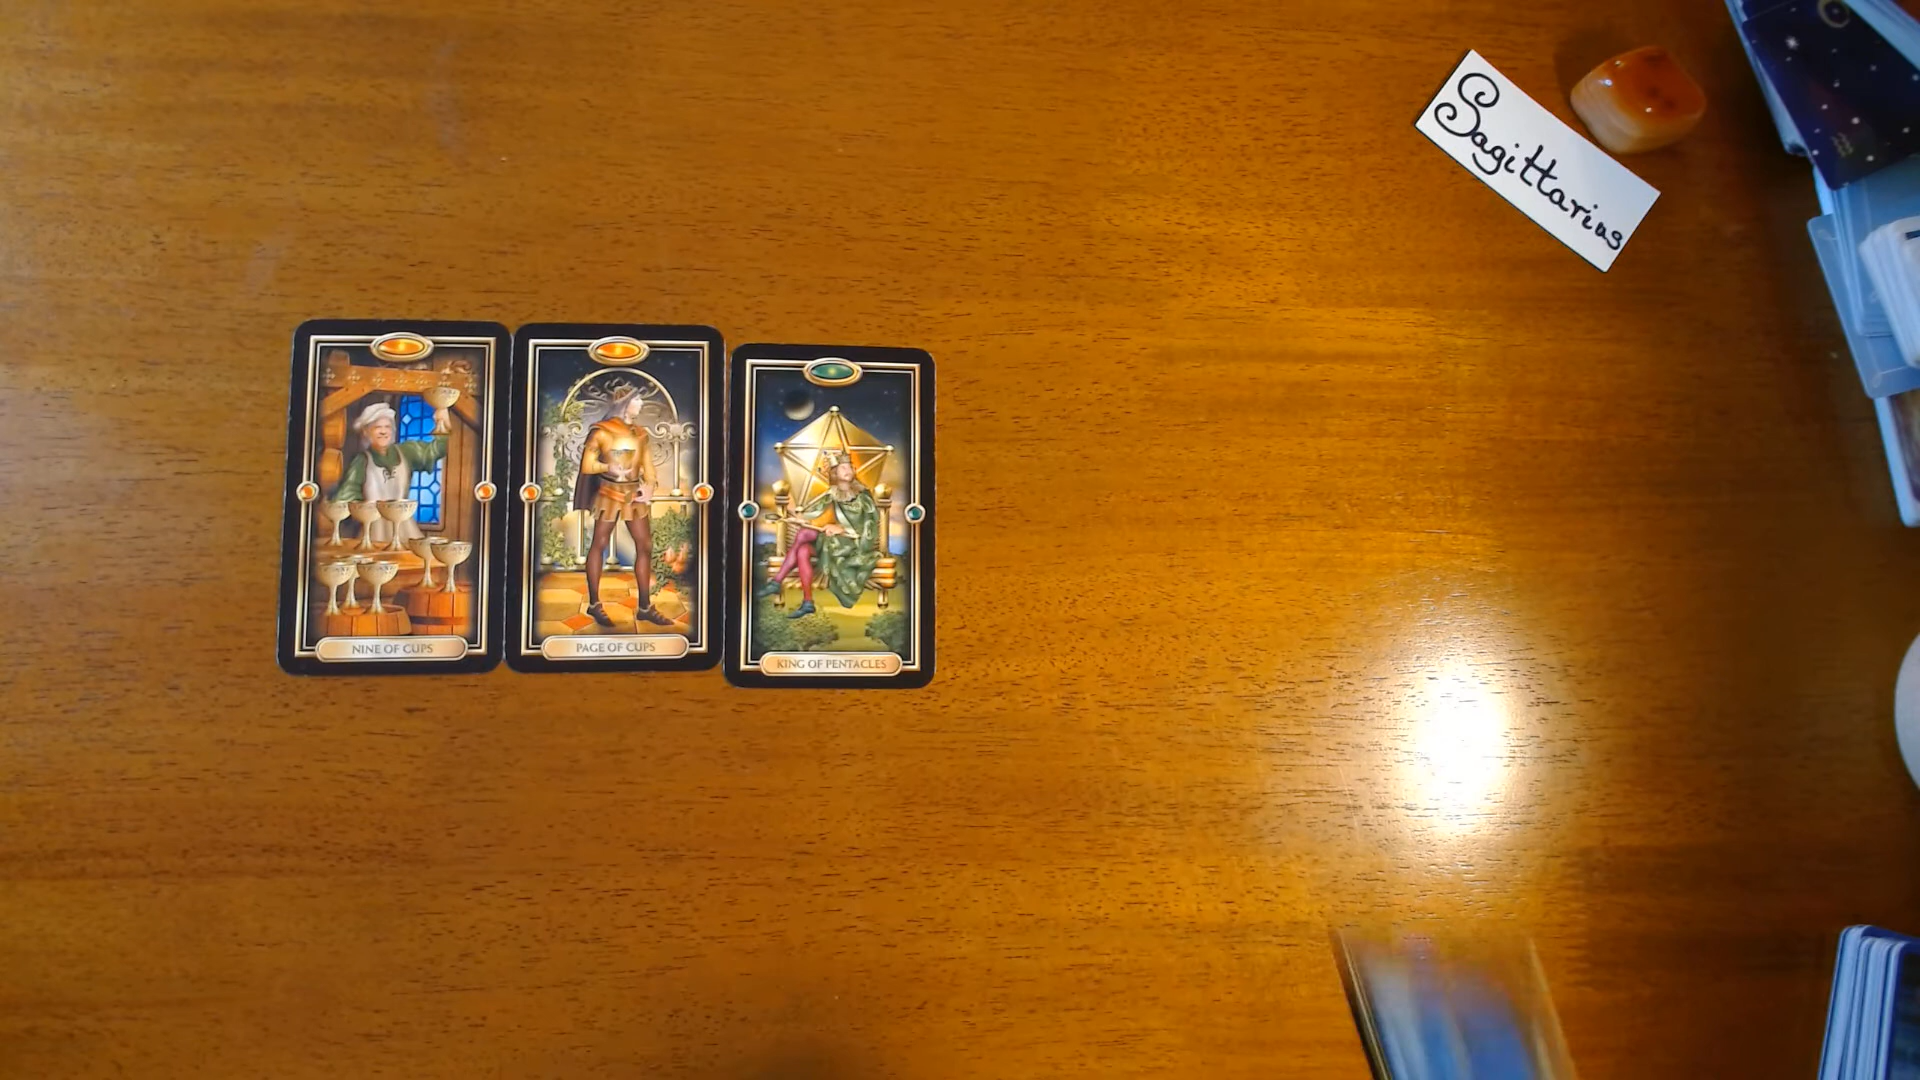 Sagittarius
NINE OF CUPS
PAGE OF CUPS
KING OF PENTACLES